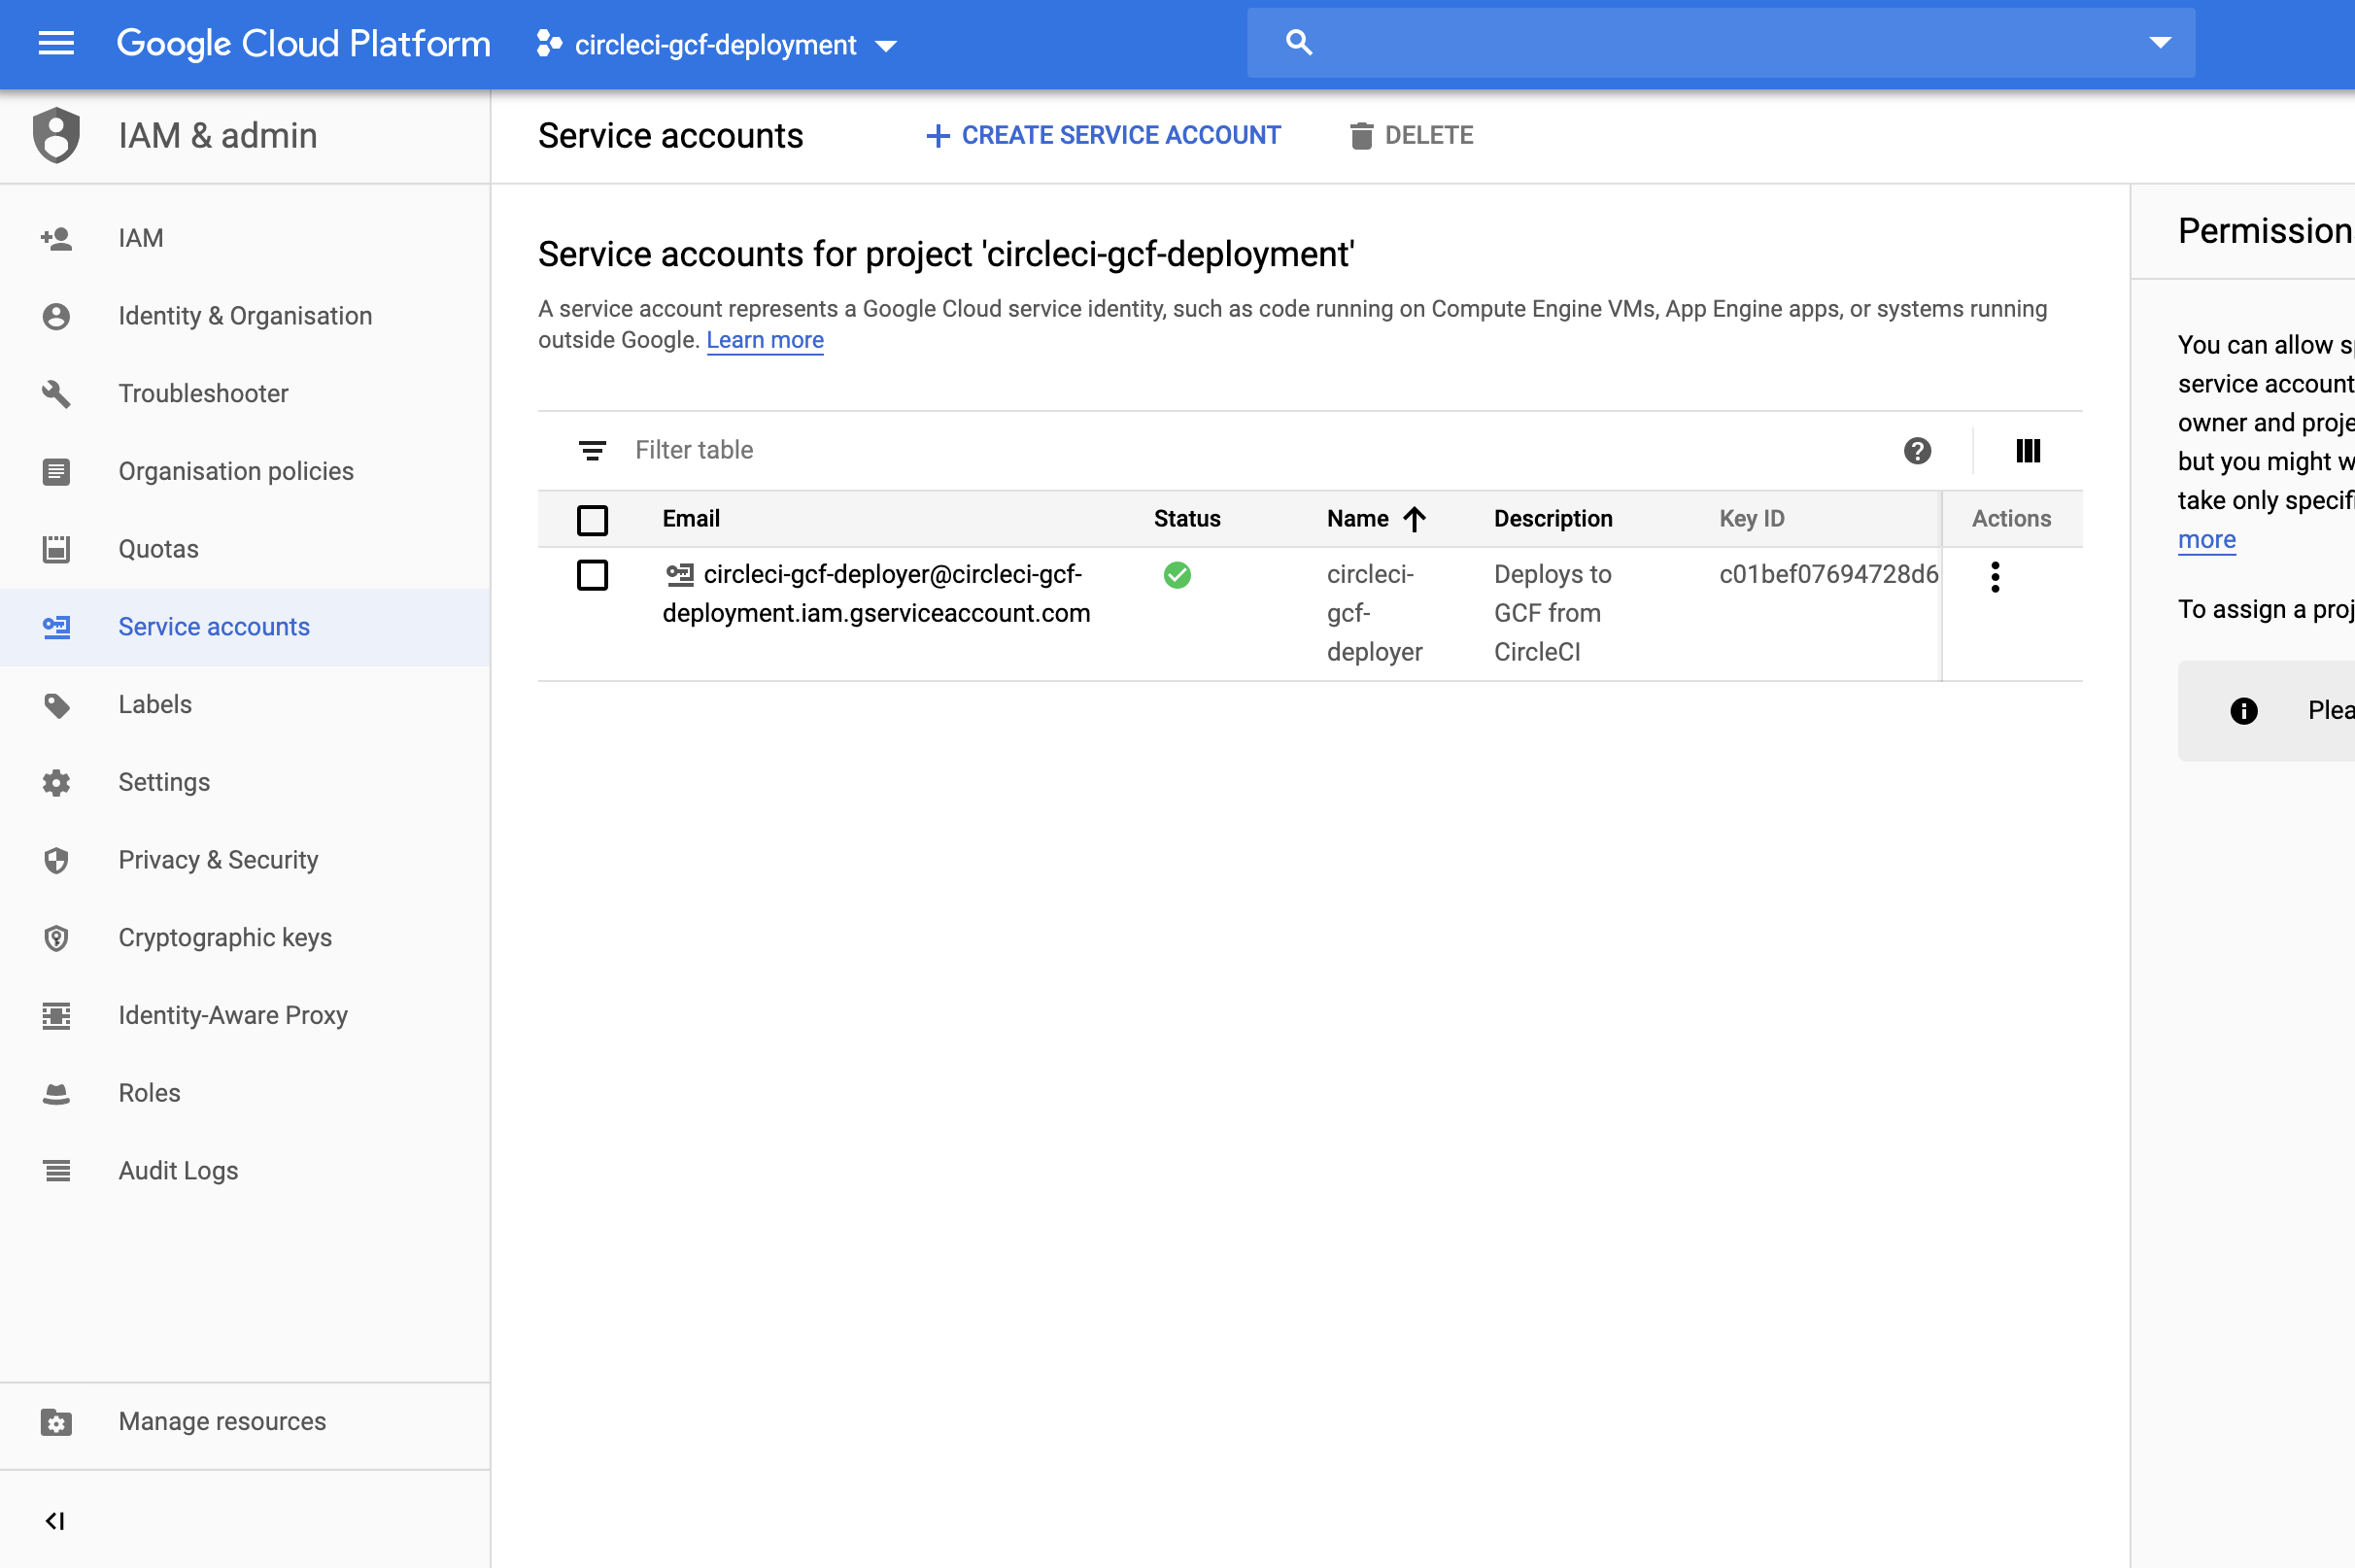 Google Cloud Platform
circleci-gcf-deployment
IAM & admin
Service accounts
CREATE SERVICE ACCOUNT
DELETE
IAM
Identity & Organisation
Troubleshooter
Organisation policies
Quotas
Service accounts
Labels
Settings
Privacy & Security
Cryptographic keys
Identity-Aware Proxy
Roles
Audit Logs
Manage resources
Service accounts for project 'circleci-gcf-deployment'
A service account represents a Google Cloud service identity, such as code running on Compute Engine VMs, App Engine apps, or systems running
outside Google. Learn more
Filter table
Email Status Name Description Key ID Actions
circleci-gcf-deployer@circleci-gcf-
deployment.iam.gserviceaccount.com
circleci-
gcf-
deployer
Deploys to
GCF from
CircleCI
c01bef07694728d6
Permission
You can allow
service account
owner and
but you might
take only
more
To assign a